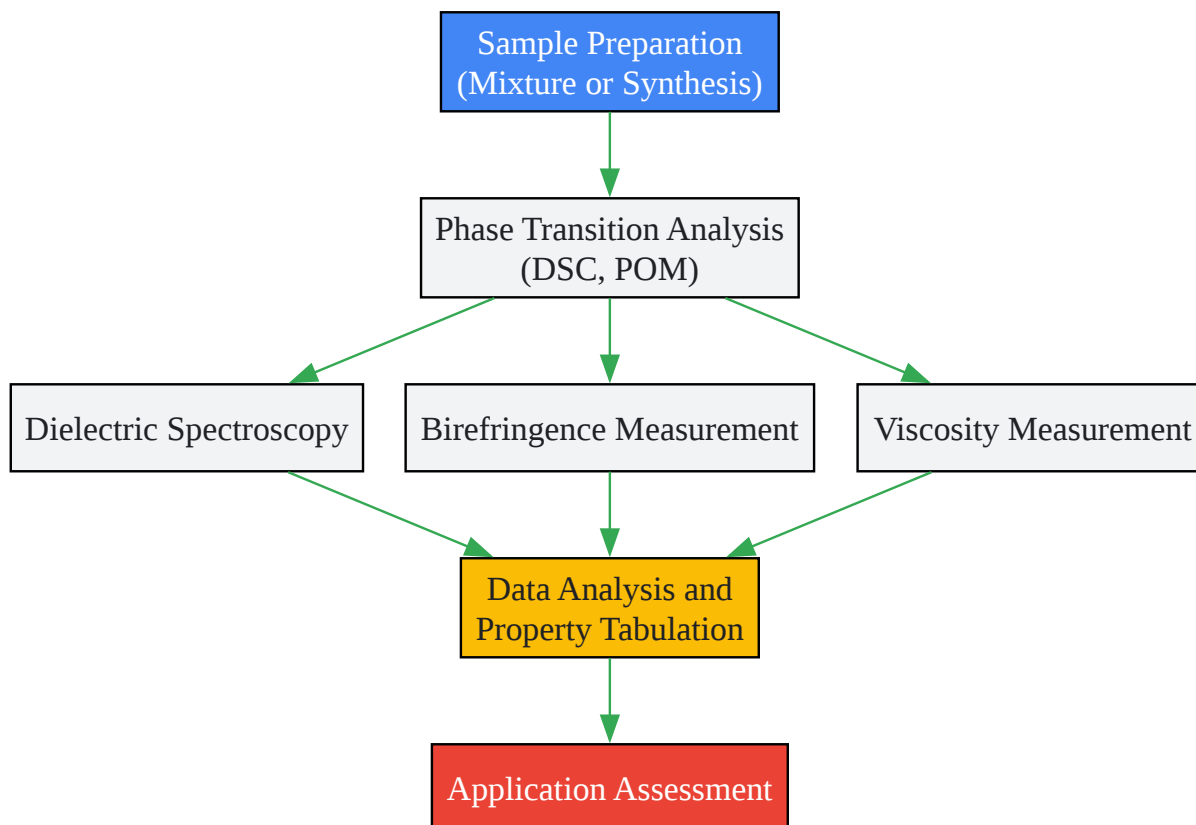 Sample Preparation
(Mixture or Synthesis)
Phase Transition Analysis
(DSC, POM)
Dielectric Spectroscopy
Birefringence Measurement
Viscosity Measurement
Data Analysis and
Property Tabulation
Application Assessment